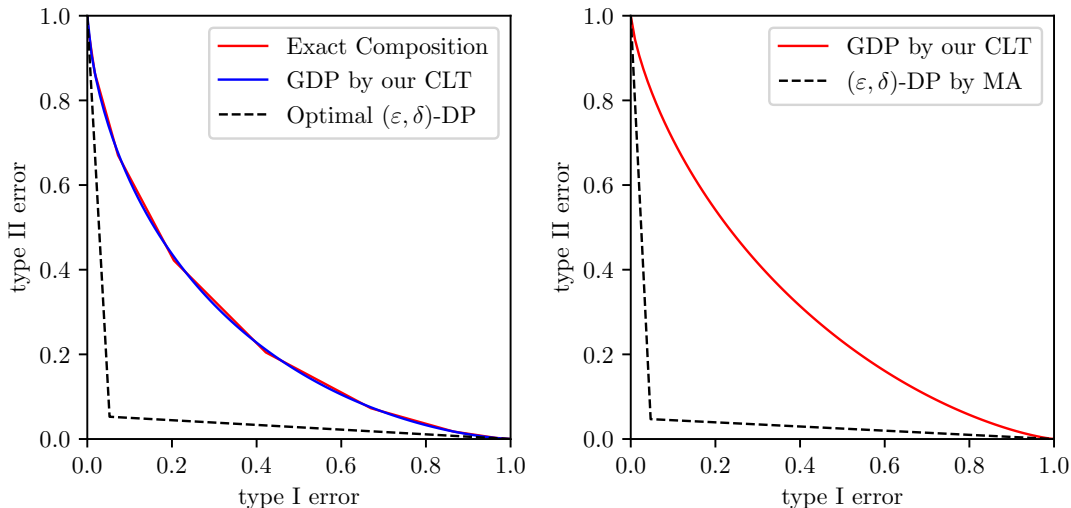 1.0
0.8
0.6
0.4
0.2
0.0
type II error
Exact Composition
GDP by our CLT
Optimal (ε, δ)-DP
0.0 0.2 0.4 0.6 0.8 1.0
type I error
1.0
0.8
0.6
0.4
0.2
0.0
type II error
GDP by our CLT
(ε, δ)-DP by MA
0.0 0.2 0.4 0.6 0.8 1.0
type I error